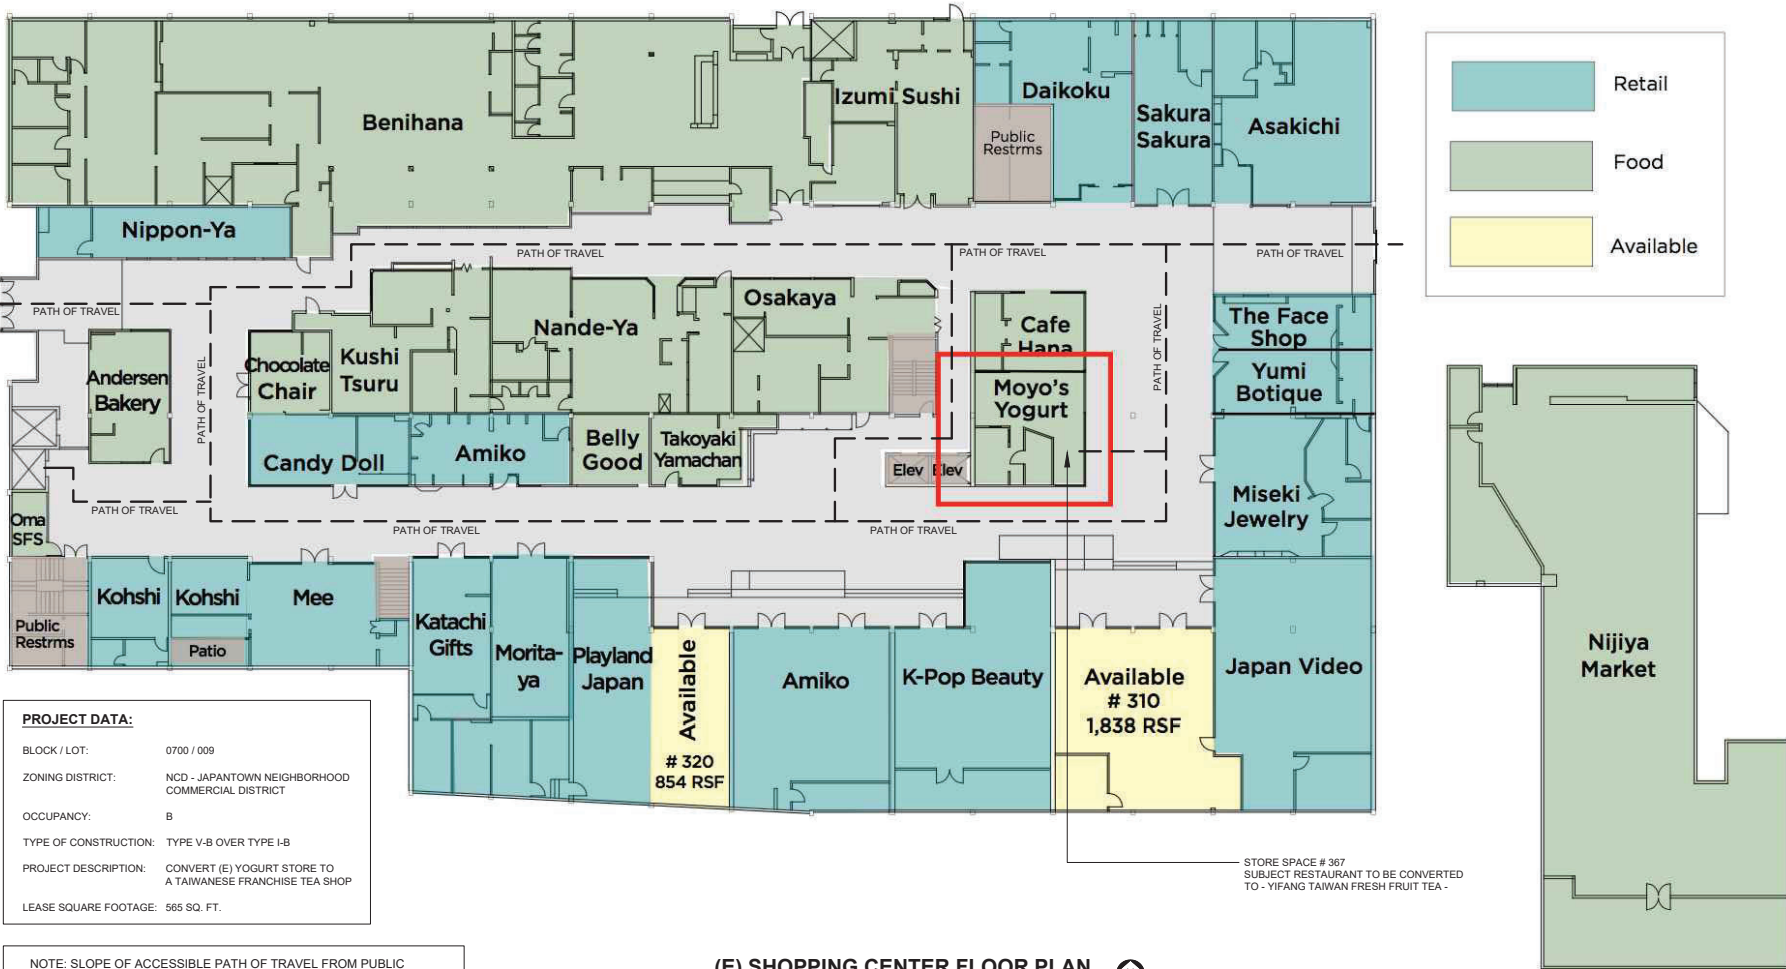 Benihana
Izumi Sushi
Public
Restrms
Daikoku
Sakura
Sakura
Asakichi
Retail
Food
Available
Nippon-Ya
PATH OF TRAVEL
PATH OF TRAVEL
PATH OF TRAVEL
PATH OF TRAVEL
PATH OF TRAVEL
PATH OF TRAVEL
Andersen
Bakery
Chocolate
Chair
Kushi
Tsuru
Nande-Ya
Osakaya
Cafe
Hana
Moyo's
Yogurt
The Face
Shop
Yumi
Botique
Candy Doll
Amiko
Belly
Good
Takoyaki
Yamachan
Elev
Elev
Miseki
Jewelry
Oma
SFS
PATH OF TRAVEL
PATH OF TRAVEL
PATH OF TRAVEL
Public
Restrms
Kohshi
Kohshi
Patio
Mee
Katachi
Gifts
Morita-
ya
Playland
Japan
Available
# 320
854 RSF
Amiko
K-Pop Beauty
Available
# 310
1,838 RSF
Japan Video
Nijiya
Market
STORE SPACE # 367
SUBJECT RESTAURANT TO BE CONVERTED
TO - YIFANG TAIWAN FRESH FRUIT TEA -
PROJECT DATA:
BLOCK / LOT: 0700 / 009
ZONING DISTRICT: NCD - JAPANTOWN NEIGHBORHOOD
COMMERCIAL DISTRICT
OCCUPANCY: B
TYPE OF CONSTRUCTION: TYPE V-B OVER TYPE I-B
PROJECT DESCRIPTION: CONVERT (E) YOGURT STORE TO
A TAIWANESE FRANCHISE TEA SHOP
LEASE SQUARE FOOTAGE: 565 SQ. FT.
NOTE: SLOPE OF ACCESSIBLE PATH OF TRAVEL FROM PUBLIC
(E) SHOPPING CENTER FLOOR PLAN